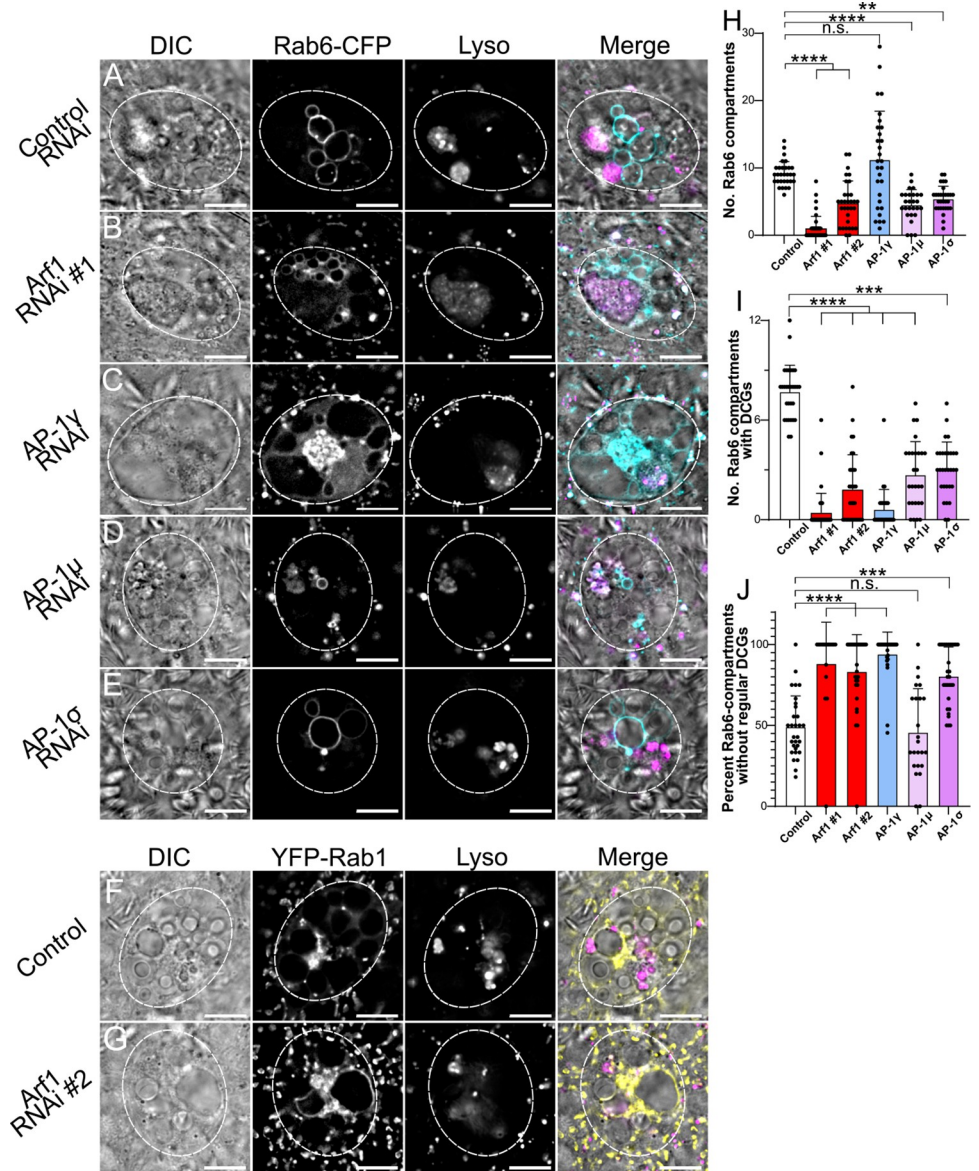 DIC Rab6-CFP Lyso Merge
A
Control
RNAi
B
Arf1
RNAi #1
C
AP-1γ
RNAi
D
AP-1μ
RNAi
E
AP-1σ
RNAi
DIC YFP-Rab1 Lyso Merge
F
Control
G
Arf1
RNAi #2
H
**
****
n.s.
****
No. Rab6 compartments
30
20
10
0
Control Arf1 #1 Arf1 #2 AP-1γ AP-1μ AP-1σ
I
***
****
No. Rab6 compartments
with DCGs
12
6
0
Control Arf1 #1 Arf1 #2 AP-1γ AP-1μ AP-1σ
J
***
n.s.
****
Percent Rab6-compartments
without regular DCGs
100
50
0
Control Arf1 #1 Arf1 #2 AP-1γ AP-1μ AP-1σ